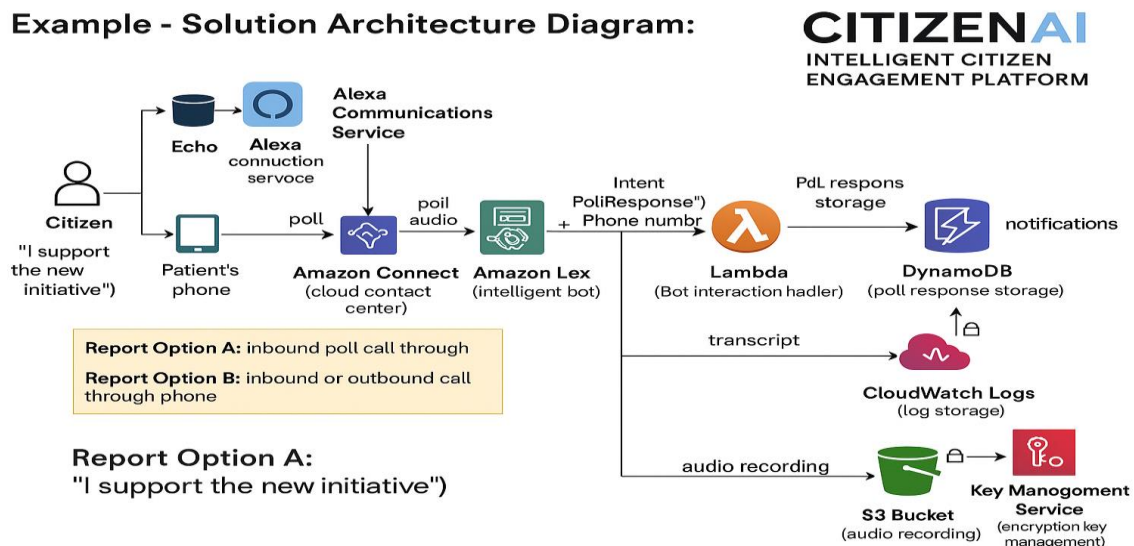 Example - Solution Architecture Diagram:
CITIZENAI
INTELLIGENT CITIZEN
ENGAGEMENT PLATFORM
Echo
Alexa
connuction
servoce
Alexa
Communications
Service
Citizen
"I support
the new
initiative")
Patient's
phone
poll
Amazon Connect
(cloud contact
center)
poil
audio
Amazon Lex
(intelligent bot)
+
Intent
PoliResponse")
Phone numbr
Lambda
(Bot interaction hadler)
PdL respons
storage
DynamoDB
(poll response storage)
notifications
transcript
CloudWatch Logs
(log storage)
audio recording
S3 Bucket
(audio recording)
Key Managoment
Service
(encryption key
management)
Report Option A: inbound poll call through
Report Option B: inbound or outbound call
through phone
Report Option A:
"I support the new initiative")